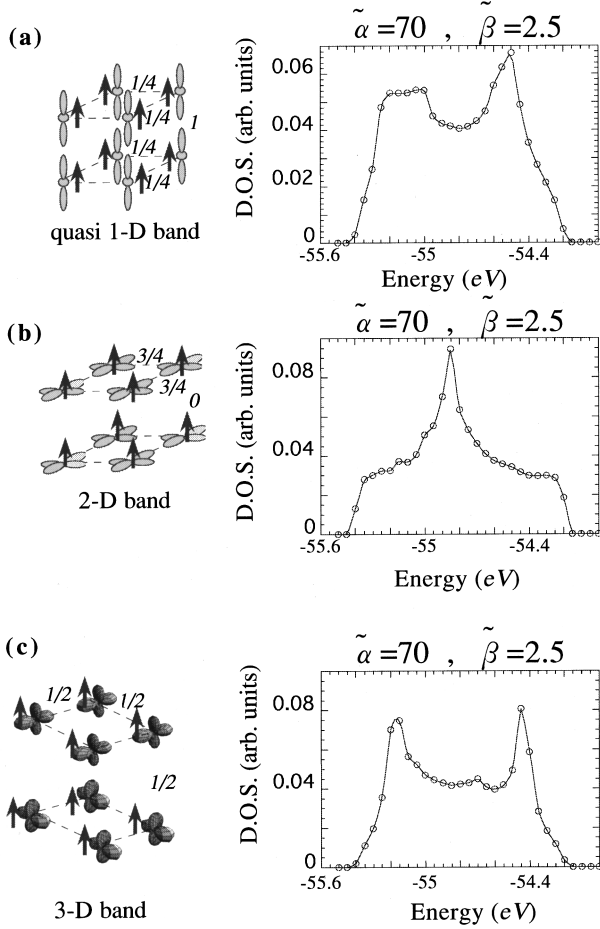 (a)
1/4
1/4
1
1/4
1/4
quasi 1-D band
α̃=70 , β̃=2.5
D.O.S. (arb. units)
0.06
0.04
0.02
0
-55.6 -55 -54.4
Energy (eV)
(b)
3/4
3/4
0
2-D band
α̃=70 , β̃=2.5
D.O.S. (arb. units)
0.08
0.04
0
-55.6 -55 -54.4
Energy (eV)
(c)
1/2 1/2
1/2
3-D band
α̃=70 , β̃=2.5
D.O.S. (arb. units)
0.08
0.04
0
-55.6 -55 -54.4
Energy (eV)